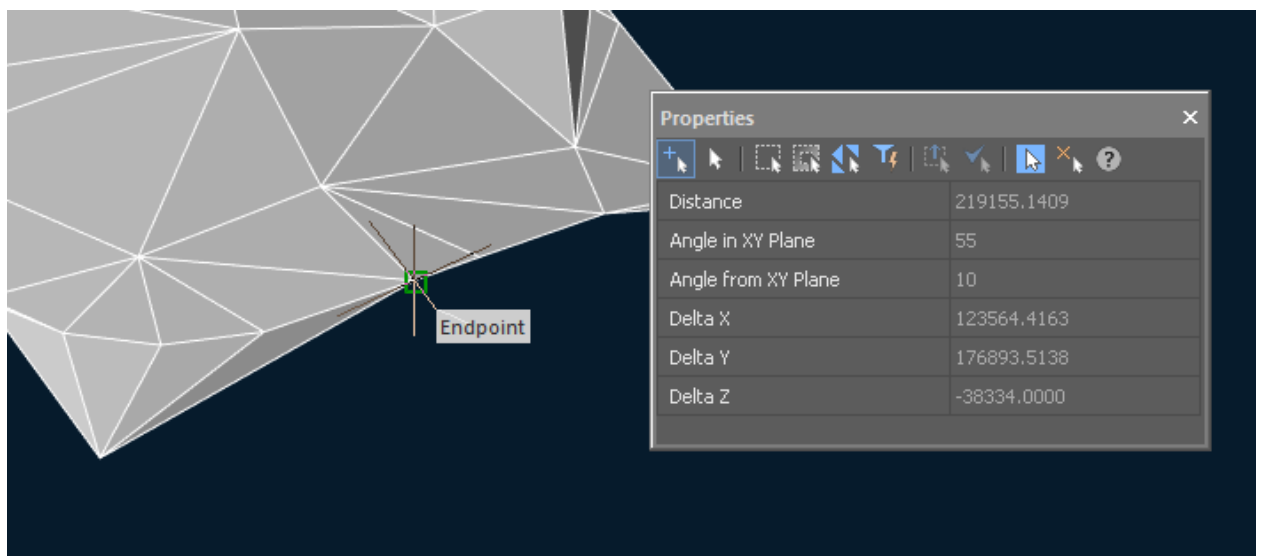 Properties
Distance 219155.1409
Angle in XY Plane 55
Angle from XY Plane 10
Delta X 123564.4163
Delta Y 176893.5138
Delta Z -38334.0000
Endpoint